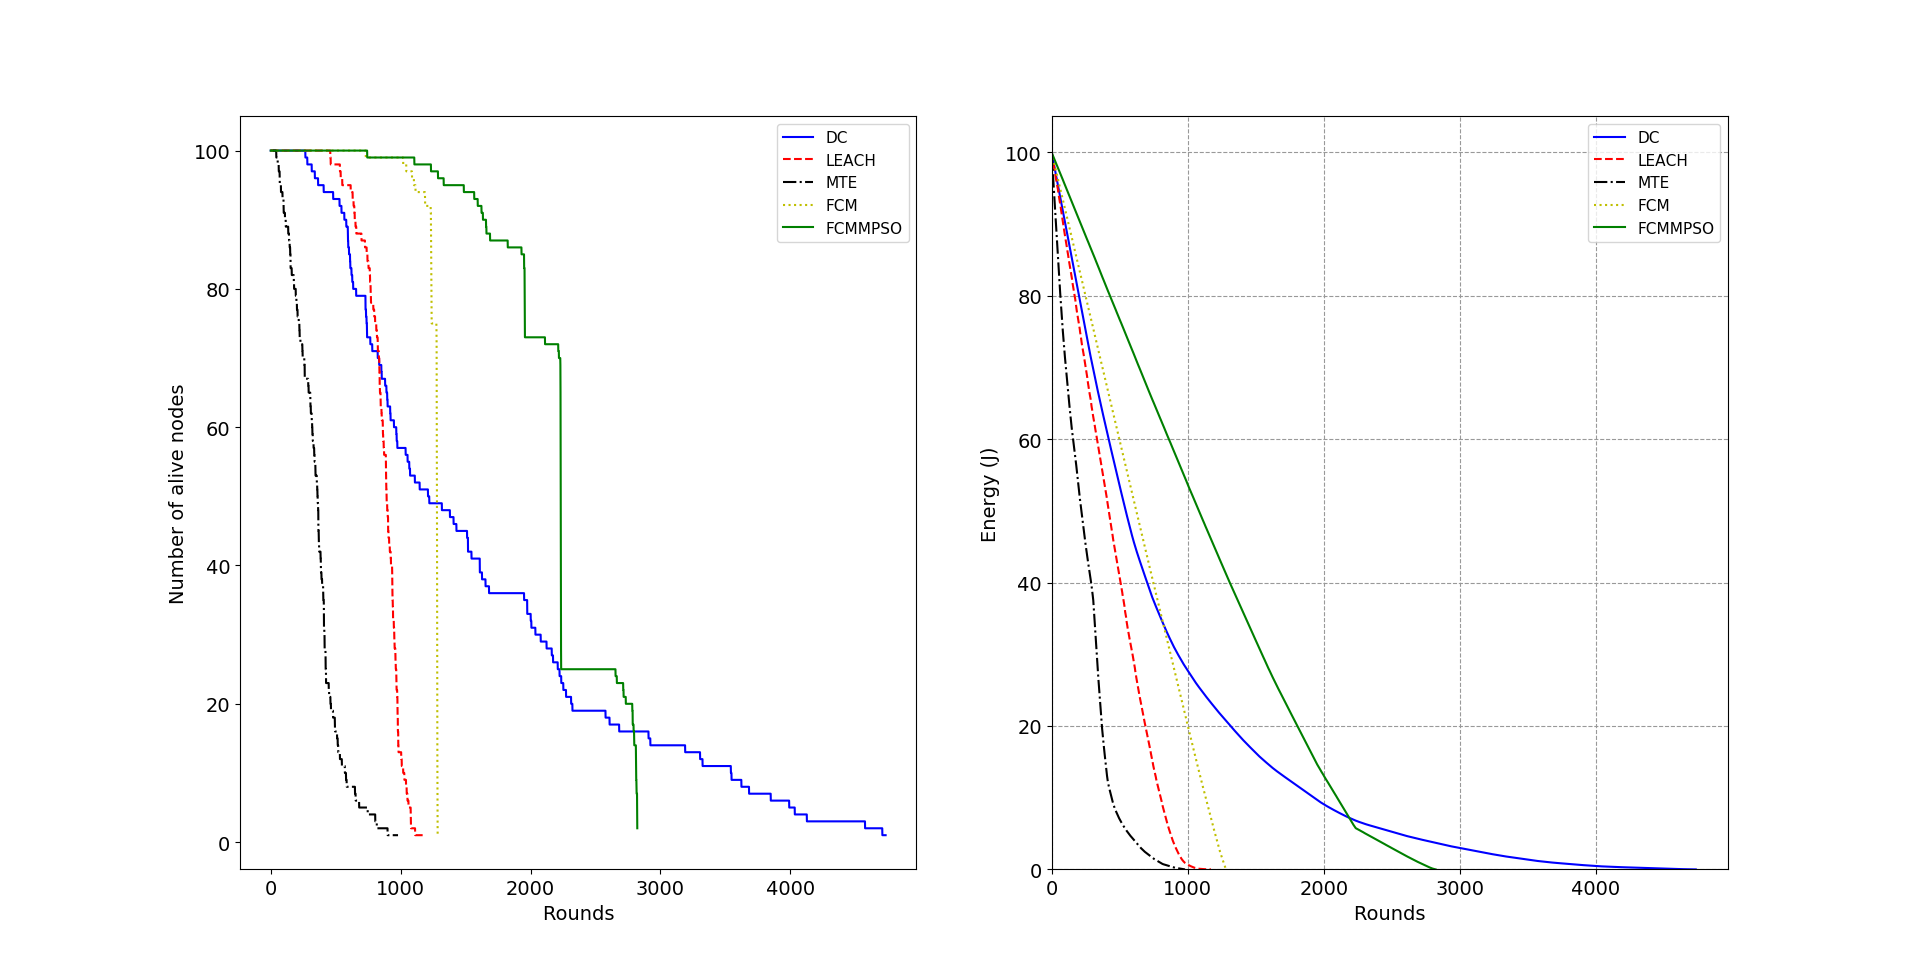 100
80
60
40
20
0
Number of alive nodes
0 1000 2000 3000 4000
Rounds
DC
LEACH
MTE
FCM
FCMMPSO
100
80
60
40
20
0
Energy (J)
0 1000 2000 3000 4000
Rounds
DC
LEACH
MTE
FCM
FCMMPSO